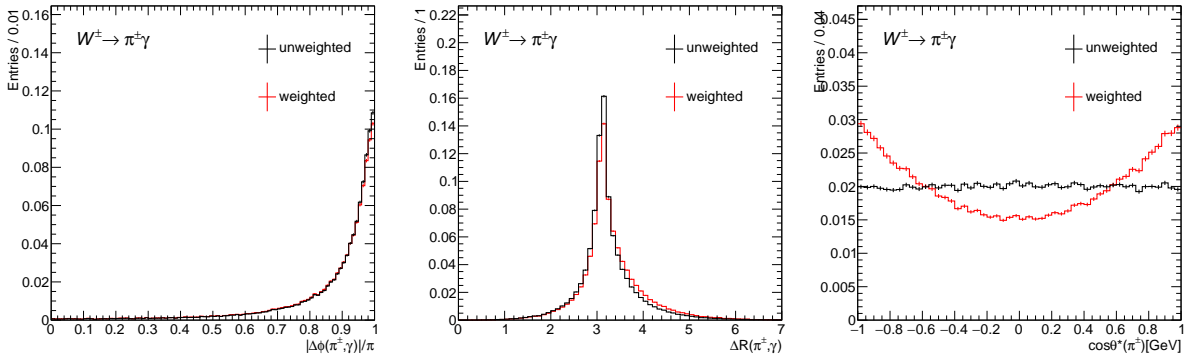 Entries / 0.01
0.16
0.14
0.12
0.1
0.08
0.06
0.04
0.02
0
W± → π±γ
unweighted
weighted
0 0.1 0.2 0.3 0.4 0.5 0.6 0.7 0.8 0.9 1
|Δϕ(π±,γ)|/π
Entries / 1
0.22
0.2
0.18
0.16
0.14
0.12
0.1
0.08
0.06
0.04
0.02
0
W± → π±γ
unweighted
weighted
0 1 2 3 4 5 6 7
ΔR(π±,γ)
Entries / 0.04
0.045
0.04
0.035
0.03
0.025
0.02
0.015
0.01
0.005
0
W± → π±γ
unweighted
weighted
−1 −0.8 −0.6 −0.4 −0.2 0 0.2 0.4 0.6 0.8 1
cosθ*(π±)[GeV]